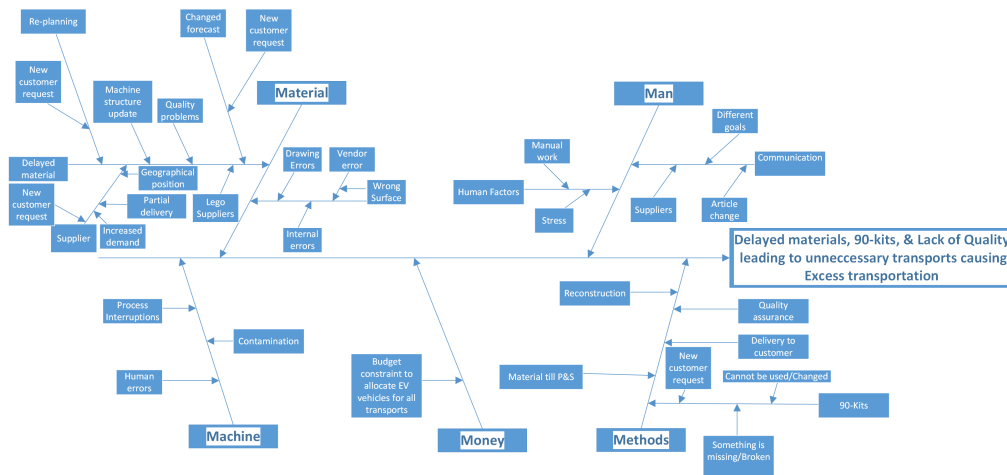 Re-planning
Changed
forecast
New
customer
request
New
customer
request
Machine
structure
update
Quality
problems
Material
Man
Different
goals
Delayed
material
Geographical
position
Drawing
Errors
Vendor
error
Manual
work
Communication
New
customer
request
Partial
delivery
Lego
Suppliers
Wrong
Surface
Human Factors
Supplier
Increased
demand
Internal
errors
Stress
Suppliers
Article
change
Delayed materials, 90-kits, & Lack of Quality
leading to unneccessary transports causing
Excess transportation
Process
Interruptions
Reconstruction
Quality
assurance
Contamination
Delivery to
customer
Human
errors
Budget
constraint to
allocate EV
vehicles for all
transports
Material till P&S
New
customer
request
Cannot be used/Changed
90-Kits
Machine
Money
Methods
Something is
missing/Broken